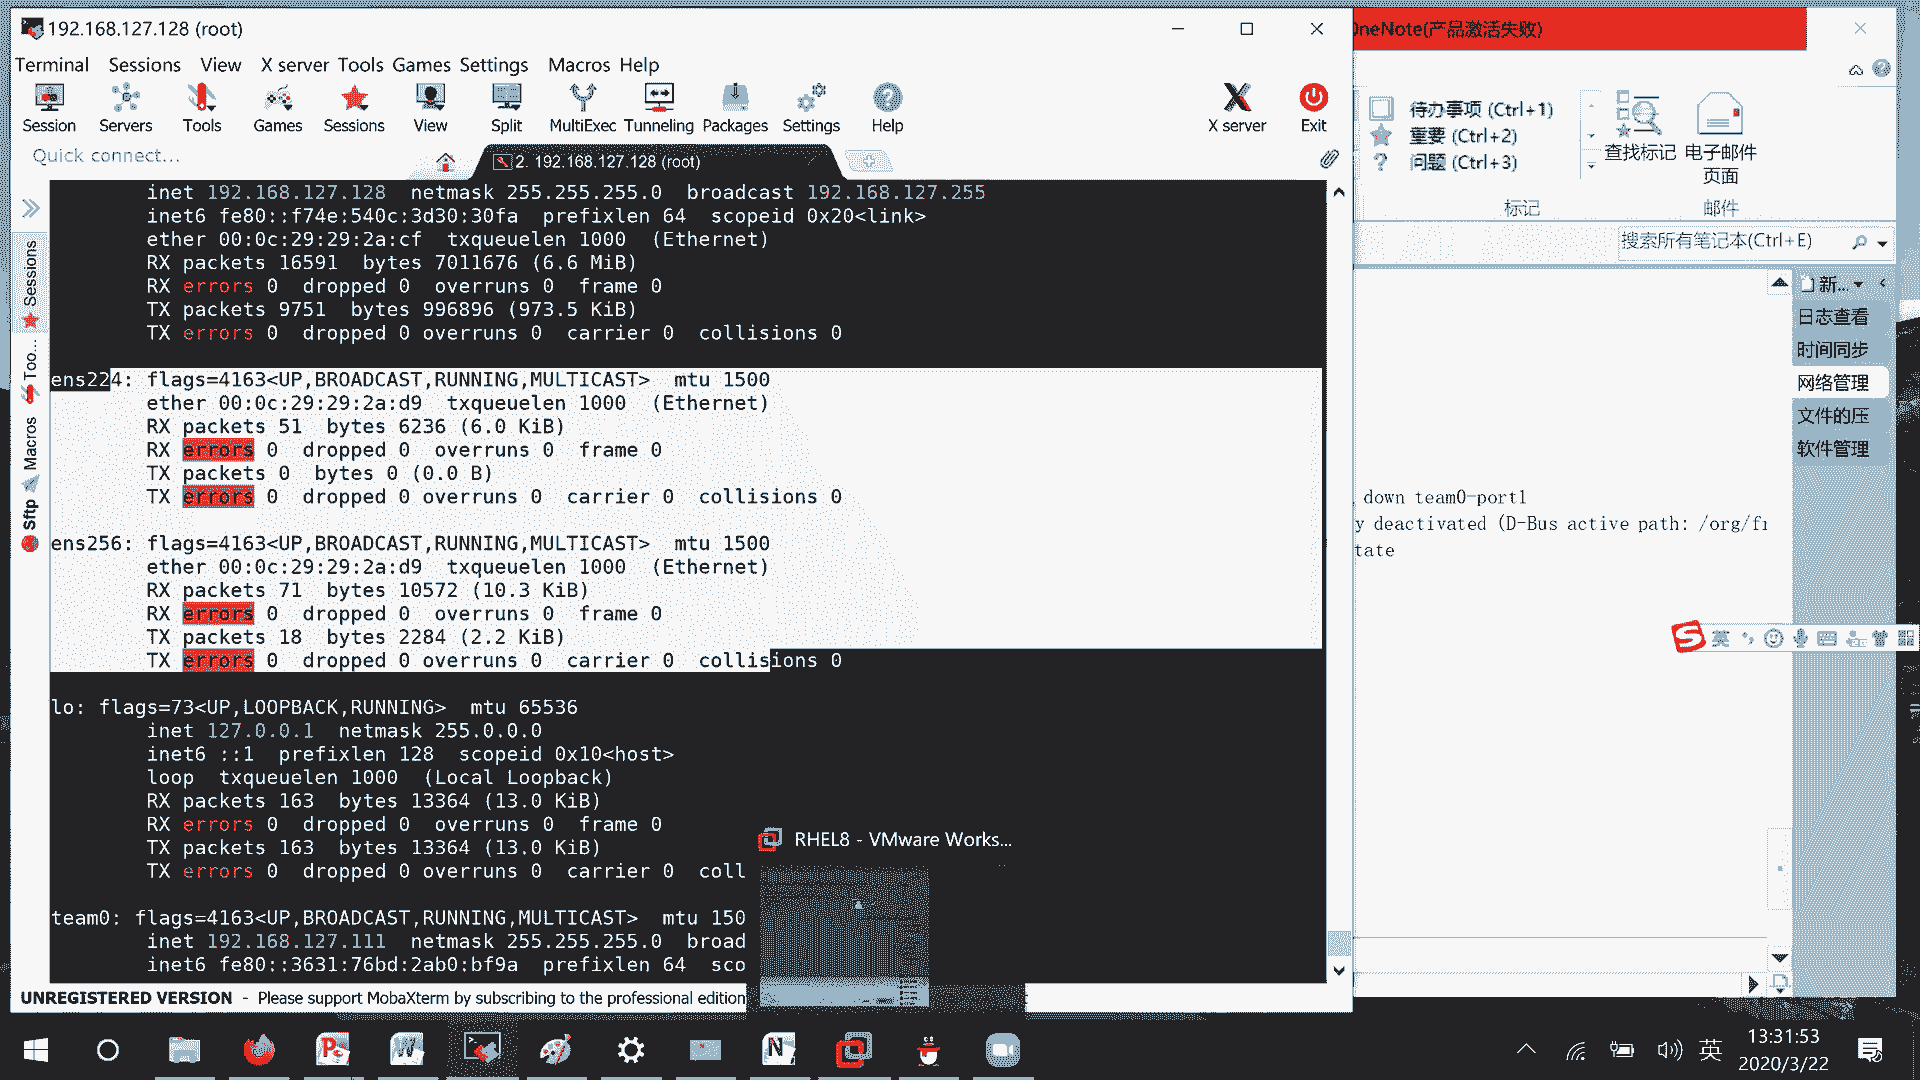 192.168.127.128 (root)
Terminal Sessions View X server Tools Games Settings Macros Help
Session Servers Tools Games Sessions View Split MultiExec Tunneling Packages Settings Help X server Exit
Quick connect...
2. 192.168.127.128 (root)
Sessions
Too...
Macros
Sftp
inet 192.168.127.128 netmask 255.255.255.0 broadcast 192.168.127.255
inet6 fe80::f74e:540c:3d30:30fa prefixlen 64 scopeid 0x20<link>
ether 00:0c:29:29:2a:cf txqueuelen 1000 (Ethernet)
RX packets 16591 bytes 7011676 (6.6 MiB)
RX errors 0 dropped 0 overruns 0 frame 0
TX packets 9751 bytes 996896 (973.5 KiB)
TX errors 0 dropped 0 overruns 0 carrier 0 collisions 0
ens224: flags=4163<UP,BROADCAST,RUNNING,MULTICAST> mtu 1500
ether 00:0c:29:29:2a:d9 txqueuelen 1000 (Ethernet)
RX packets 51 bytes 6236 (6.0 KiB)
RX errors 0 dropped 0 overruns 0 frame 0
TX packets 0 bytes 0 (0.0 B)
TX errors 0 dropped 0 overruns 0 carrier 0 collisions 0
ens256: flags=4163<UP,BROADCAST,RUNNING,MULTICAST> mtu 1500
ether 00:0c:29:29:2a:d9 txqueuelen 1000 (Ethernet)
RX packets 71 bytes 10572 (10.3 KiB)
RX errors 0 dropped 0 overruns 0 frame 0
TX packets 18 bytes 2284 (2.2 KiB)
TX errors 0 dropped 0 overruns 0 carrier 0 collisions 0
lo: flags=73<UP,LOOPBACK,RUNNING> mtu 65536
inet 127.0.0.1 netmask 255.0.0.0
inet6 ::1 prefixlen 128 scopeid 0x10<host>
loop txqueuelen 1000 (Local Loopback)
RX packets 163 bytes 13364 (13.0 KiB)
RX errors 0 dropped 0 overruns 0 frame 0
TX packets 163 bytes 13364 (13.0 KiB)
TX errors 0 dropped 0 overruns 0 carrier 0 coll
team0: flags=4163<UP,BROADCAST,RUNNING,MULTICAST> mtu 150
inet 192.168.127.111 netmask 255.255.255.0 broad
inet6 fe80::3631:76bd:2ab0:bf9a prefixlen 64 sco
UNREGISTERED VERSION - Please support MobaXterm by subscribing to the professional edition
RHEL8 - VMware Works...
OneNote(产品激活失败)
待办事项 (Ctrl+1)
重要 (Ctrl+2)
问题 (Ctrl+3)
标记
查找标记
电子邮件
页面
邮件
搜索所有笔记本(Ctrl+E)
新...
日志查看
时间同步
网络管理
文件的压
软件管理
down team0-port1
y deactivated (D-Bus active path: /org/fr
tate
英
英
13:31:53
2020/3/22